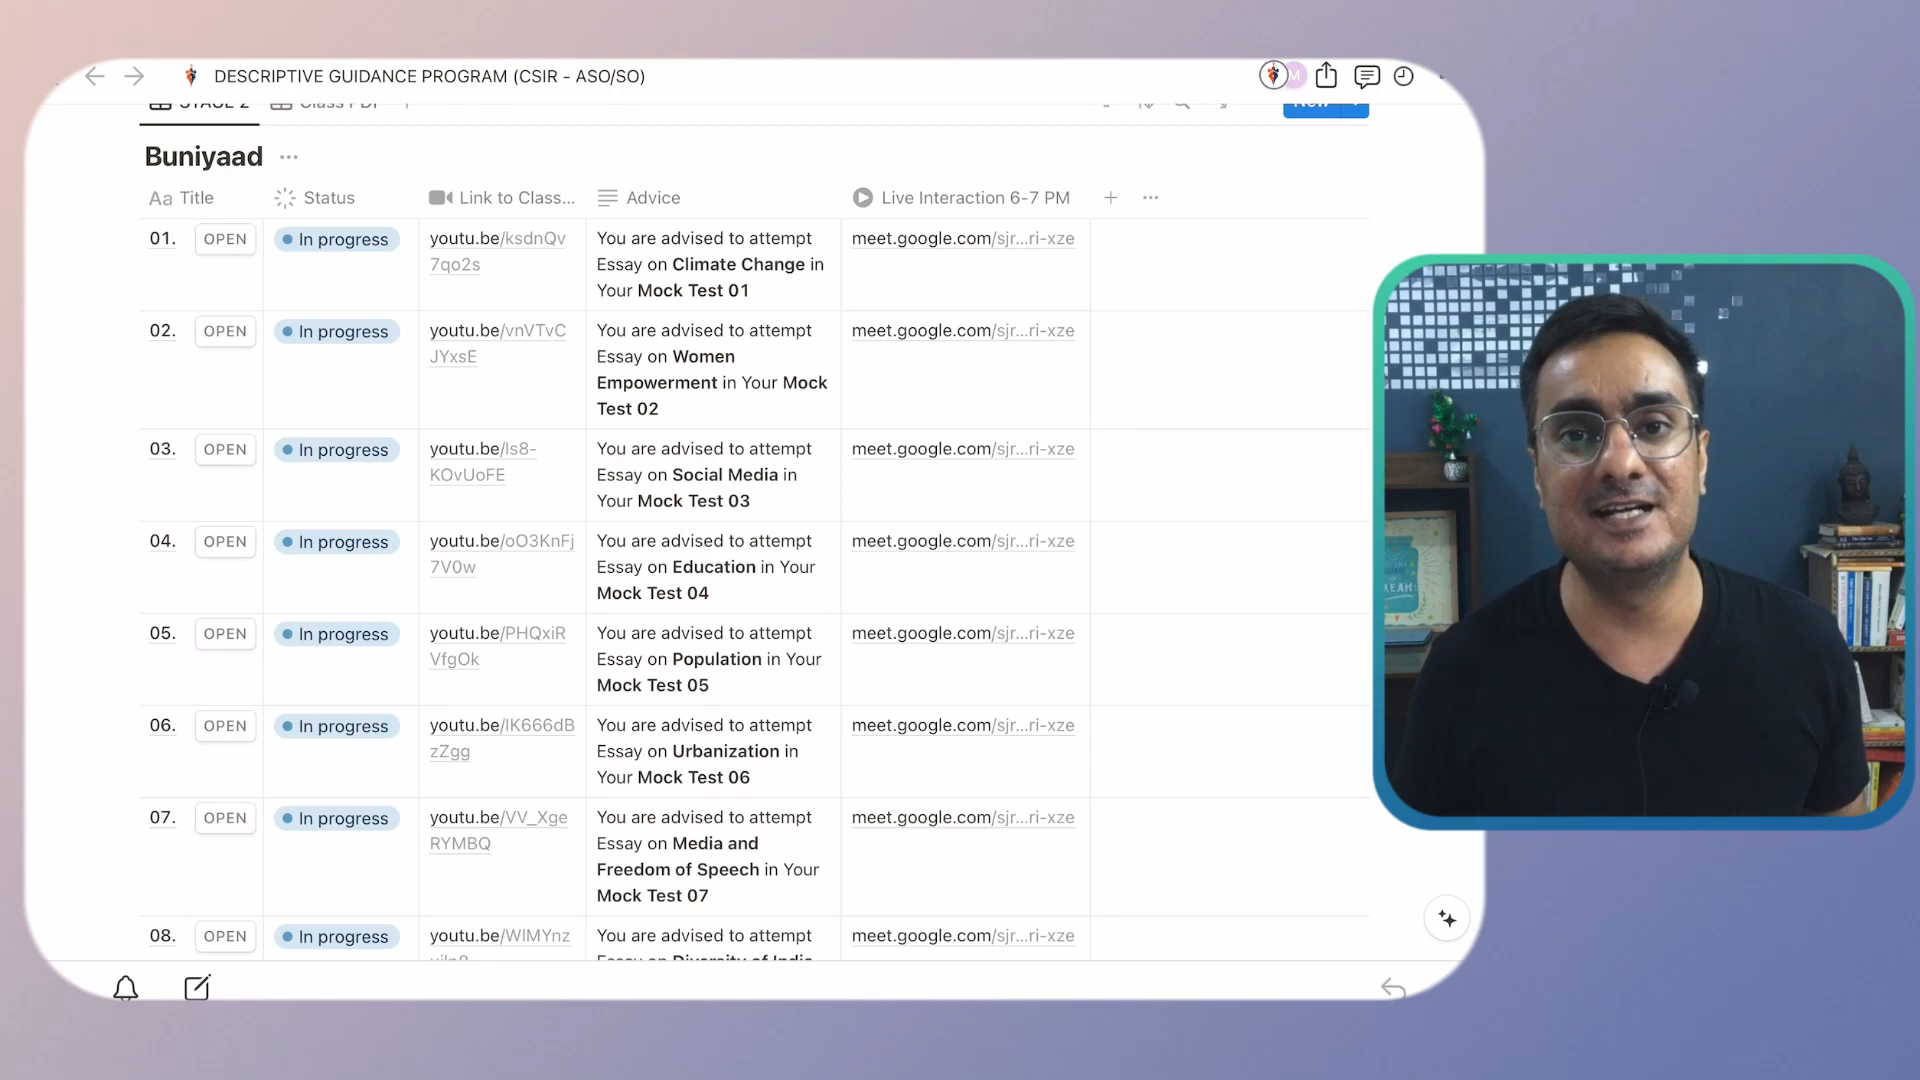 DESCRIPTIVE GUIDANCE PROGRAM (CSIR - ASO/SO)
M
STAGE 2
Class PDF
New
Buniyaad
Aa Title
Status
Link to Class...
Advice
Live Interaction 6-7 PM
01.
OPEN
In progress
youtu.be/ksdnQv
7qo2s
You are advised to attempt
Essay on Climate Change in
Your Mock Test 01
meet.google.com/sjr...ri-xze
02.
OPEN
In progress
youtu.be/vnVTvC
JYxsE
You are advised to attempt
Essay on Women
Empowerment in Your Mock
Test 02
meet.google.com/sjr...ri-xze
03.
OPEN
In progress
youtu.be/ls8-
KOvUoFE
You are advised to attempt
Essay on Social Media in
Your Mock Test 03
meet.google.com/sjr...ri-xze
04.
OPEN
In progress
youtu.be/oO3KnFj
7V0w
You are advised to attempt
Essay on Education in Your
Mock Test 04
meet.google.com/sjr...ri-xze
05.
OPEN
In progress
youtu.be/PHQxiR
VfgOk
You are advised to attempt
Essay on Population in Your
Mock Test 05
meet.google.com/sjr...ri-xze
06.
OPEN
In progress
youtu.be/lK666dB
zZgg
You are advised to attempt
Essay on Urbanization in
Your Mock Test 06
meet.google.com/sjr...ri-xze
07.
OPEN
In progress
youtu.be/VV_Xge
RYMBQ
You are advised to attempt
Essay on Media and
Freedom of Speech in Your
Mock Test 07
meet.google.com/sjr...ri-xze
08.
OPEN
In progress
youtu.be/WlMYnz
You are advised to attempt
Essay on Diversity of India
meet.google.com/sjr...ri-xze